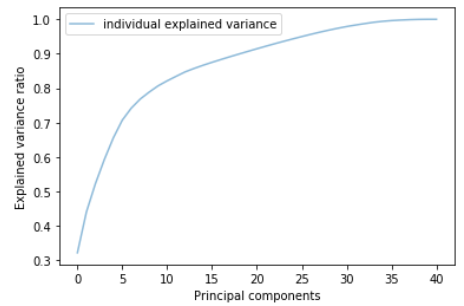 individual explained variance
Explained variance ratio
1.0
0.9
0.8
0.7
0.6
0.5
0.4
0.3
0 5 10 15 20 25 30 35 40
Principal components